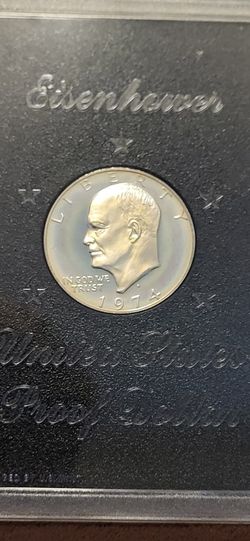 Eisenhower
LIBERTY
IN GOD WE
TRUST
1974
United States
Proof Dollar